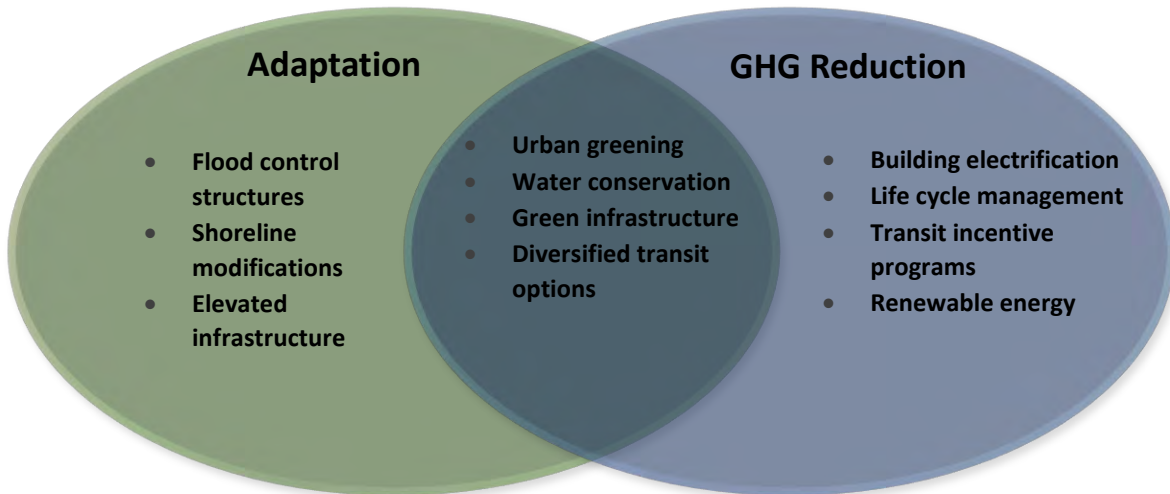 Adaptation
• Flood control
structures
• Shoreline
modifications
• Elevated
infrastructure
• Urban greening
• Water conservation
• Green infrastructure
• Diversified transit
options
GHG Reduction
• Building electrification
• Life cycle management
• Transit incentive
programs
• Renewable energy